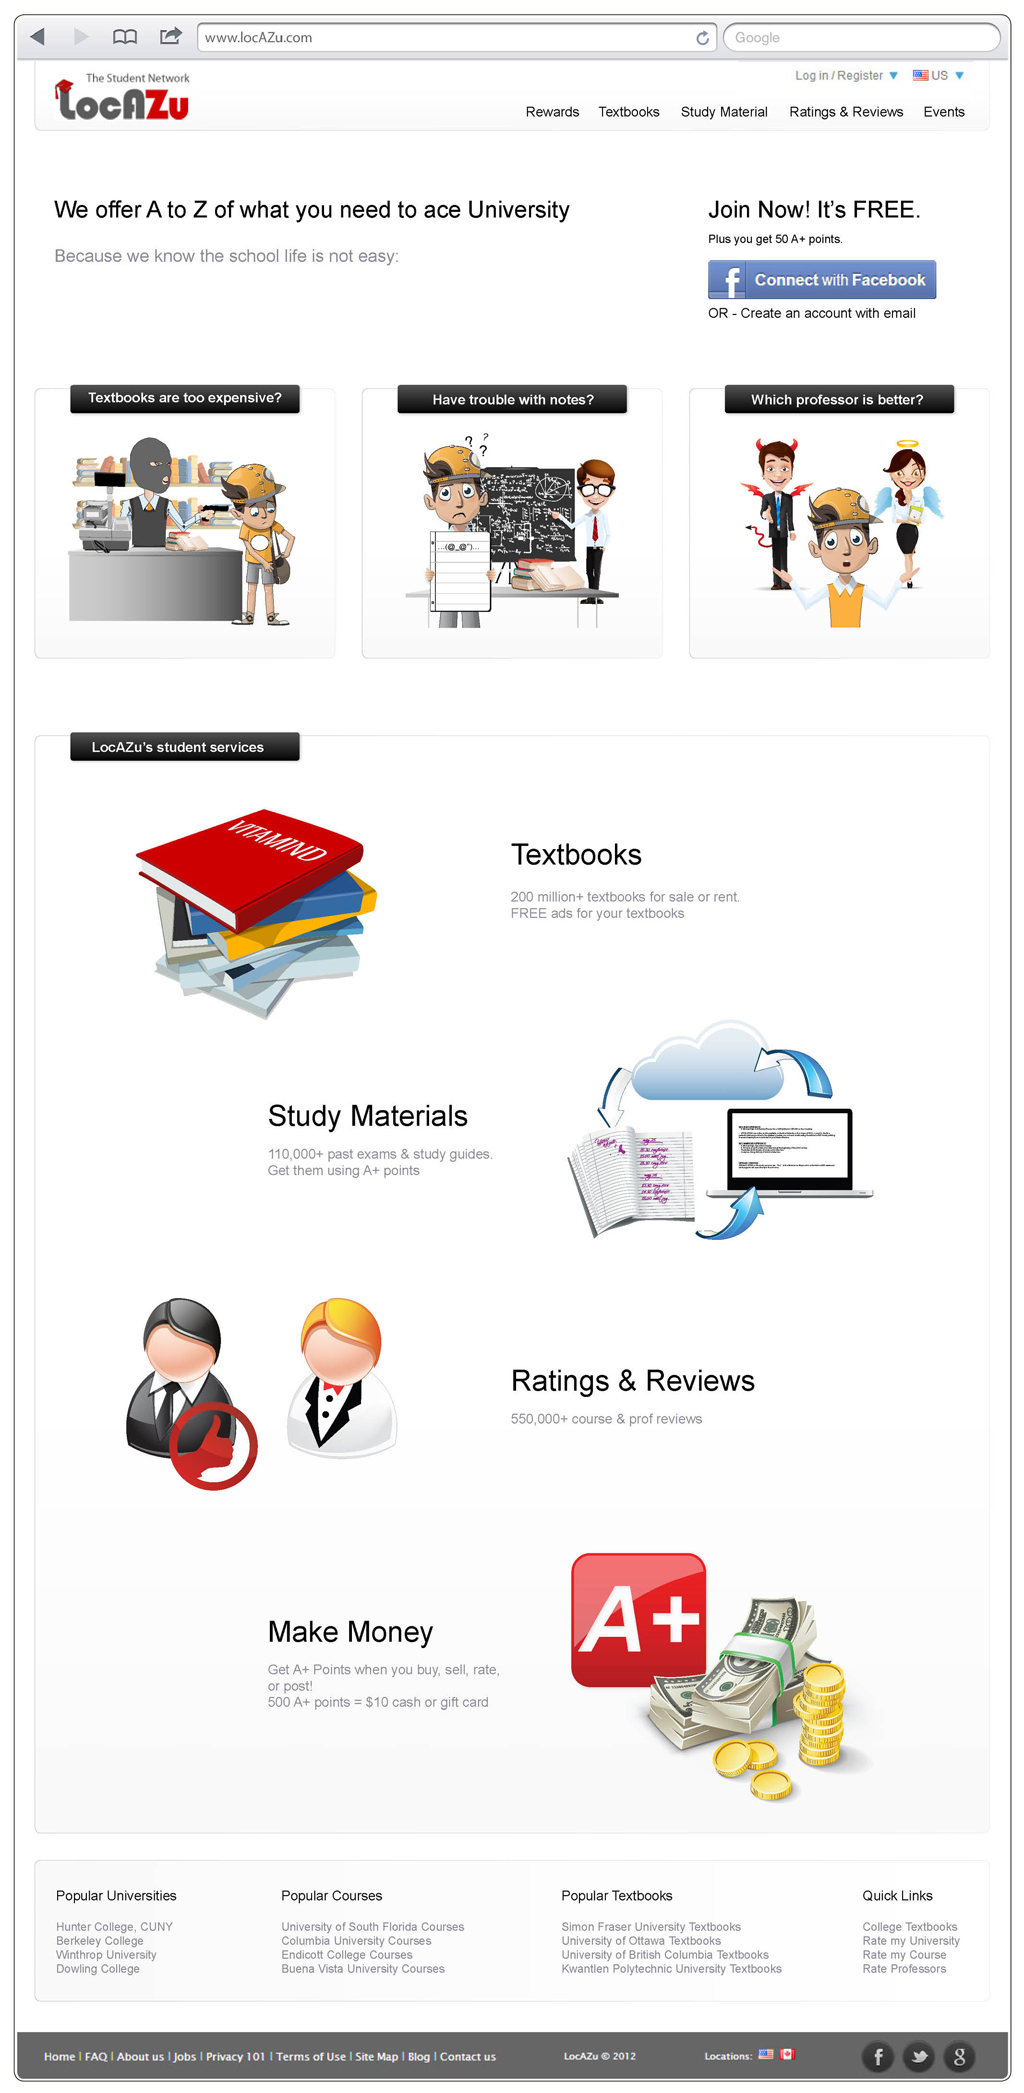 www.locAZu.com
Google
The Student Network
LocAZu
Log in / Register
US
Rewards
Textbooks
Study Material
Ratings & Reviews
Events
We offer A to Z of what you need to ace University
Because we know the school life is not easy:
Join Now! It's FREE.
Plus you get 50 A+ points.
f Connect with Facebook
OR - Create an account with email
Textbooks are too expensive?
Have trouble with notes?
Which professor is better?
? ?
?
...(@_@")...
LocAZu's student services
VITAMIND
Textbooks
200 million+ textbooks for sale or rent.
FREE ads for your textbooks
Study Materials
110,000+ past exams & study guides.
Get them using A+ points
Ratings & Reviews
550,000+ course & prof reviews
A+
Make Money
Get A+ Points when you buy, sell, rate,
or post!
500 A+ points = $10 cash or gift card
Popular Universities
Hunter College, CUNY
Berkeley College
Winthrop University
Dowling College
Popular Courses
University of South Florida Courses
Columbia University Courses
Endicott College Courses
Buena Vista University Courses
Popular Textbooks
Simon Fraser University Textbooks
University of Ottawa Textbooks
University of British Columbia Textbooks
Kwantlen Polytechnic University Textbooks
Quick Links
College Textbooks
Rate my University
Rate my Course
Rate Professors
Home | FAQ | About us | Jobs | Privacy 101 | Terms of Use | Site Map | Blog | Contact us
LocAZu © 2012
Locations:
f
g